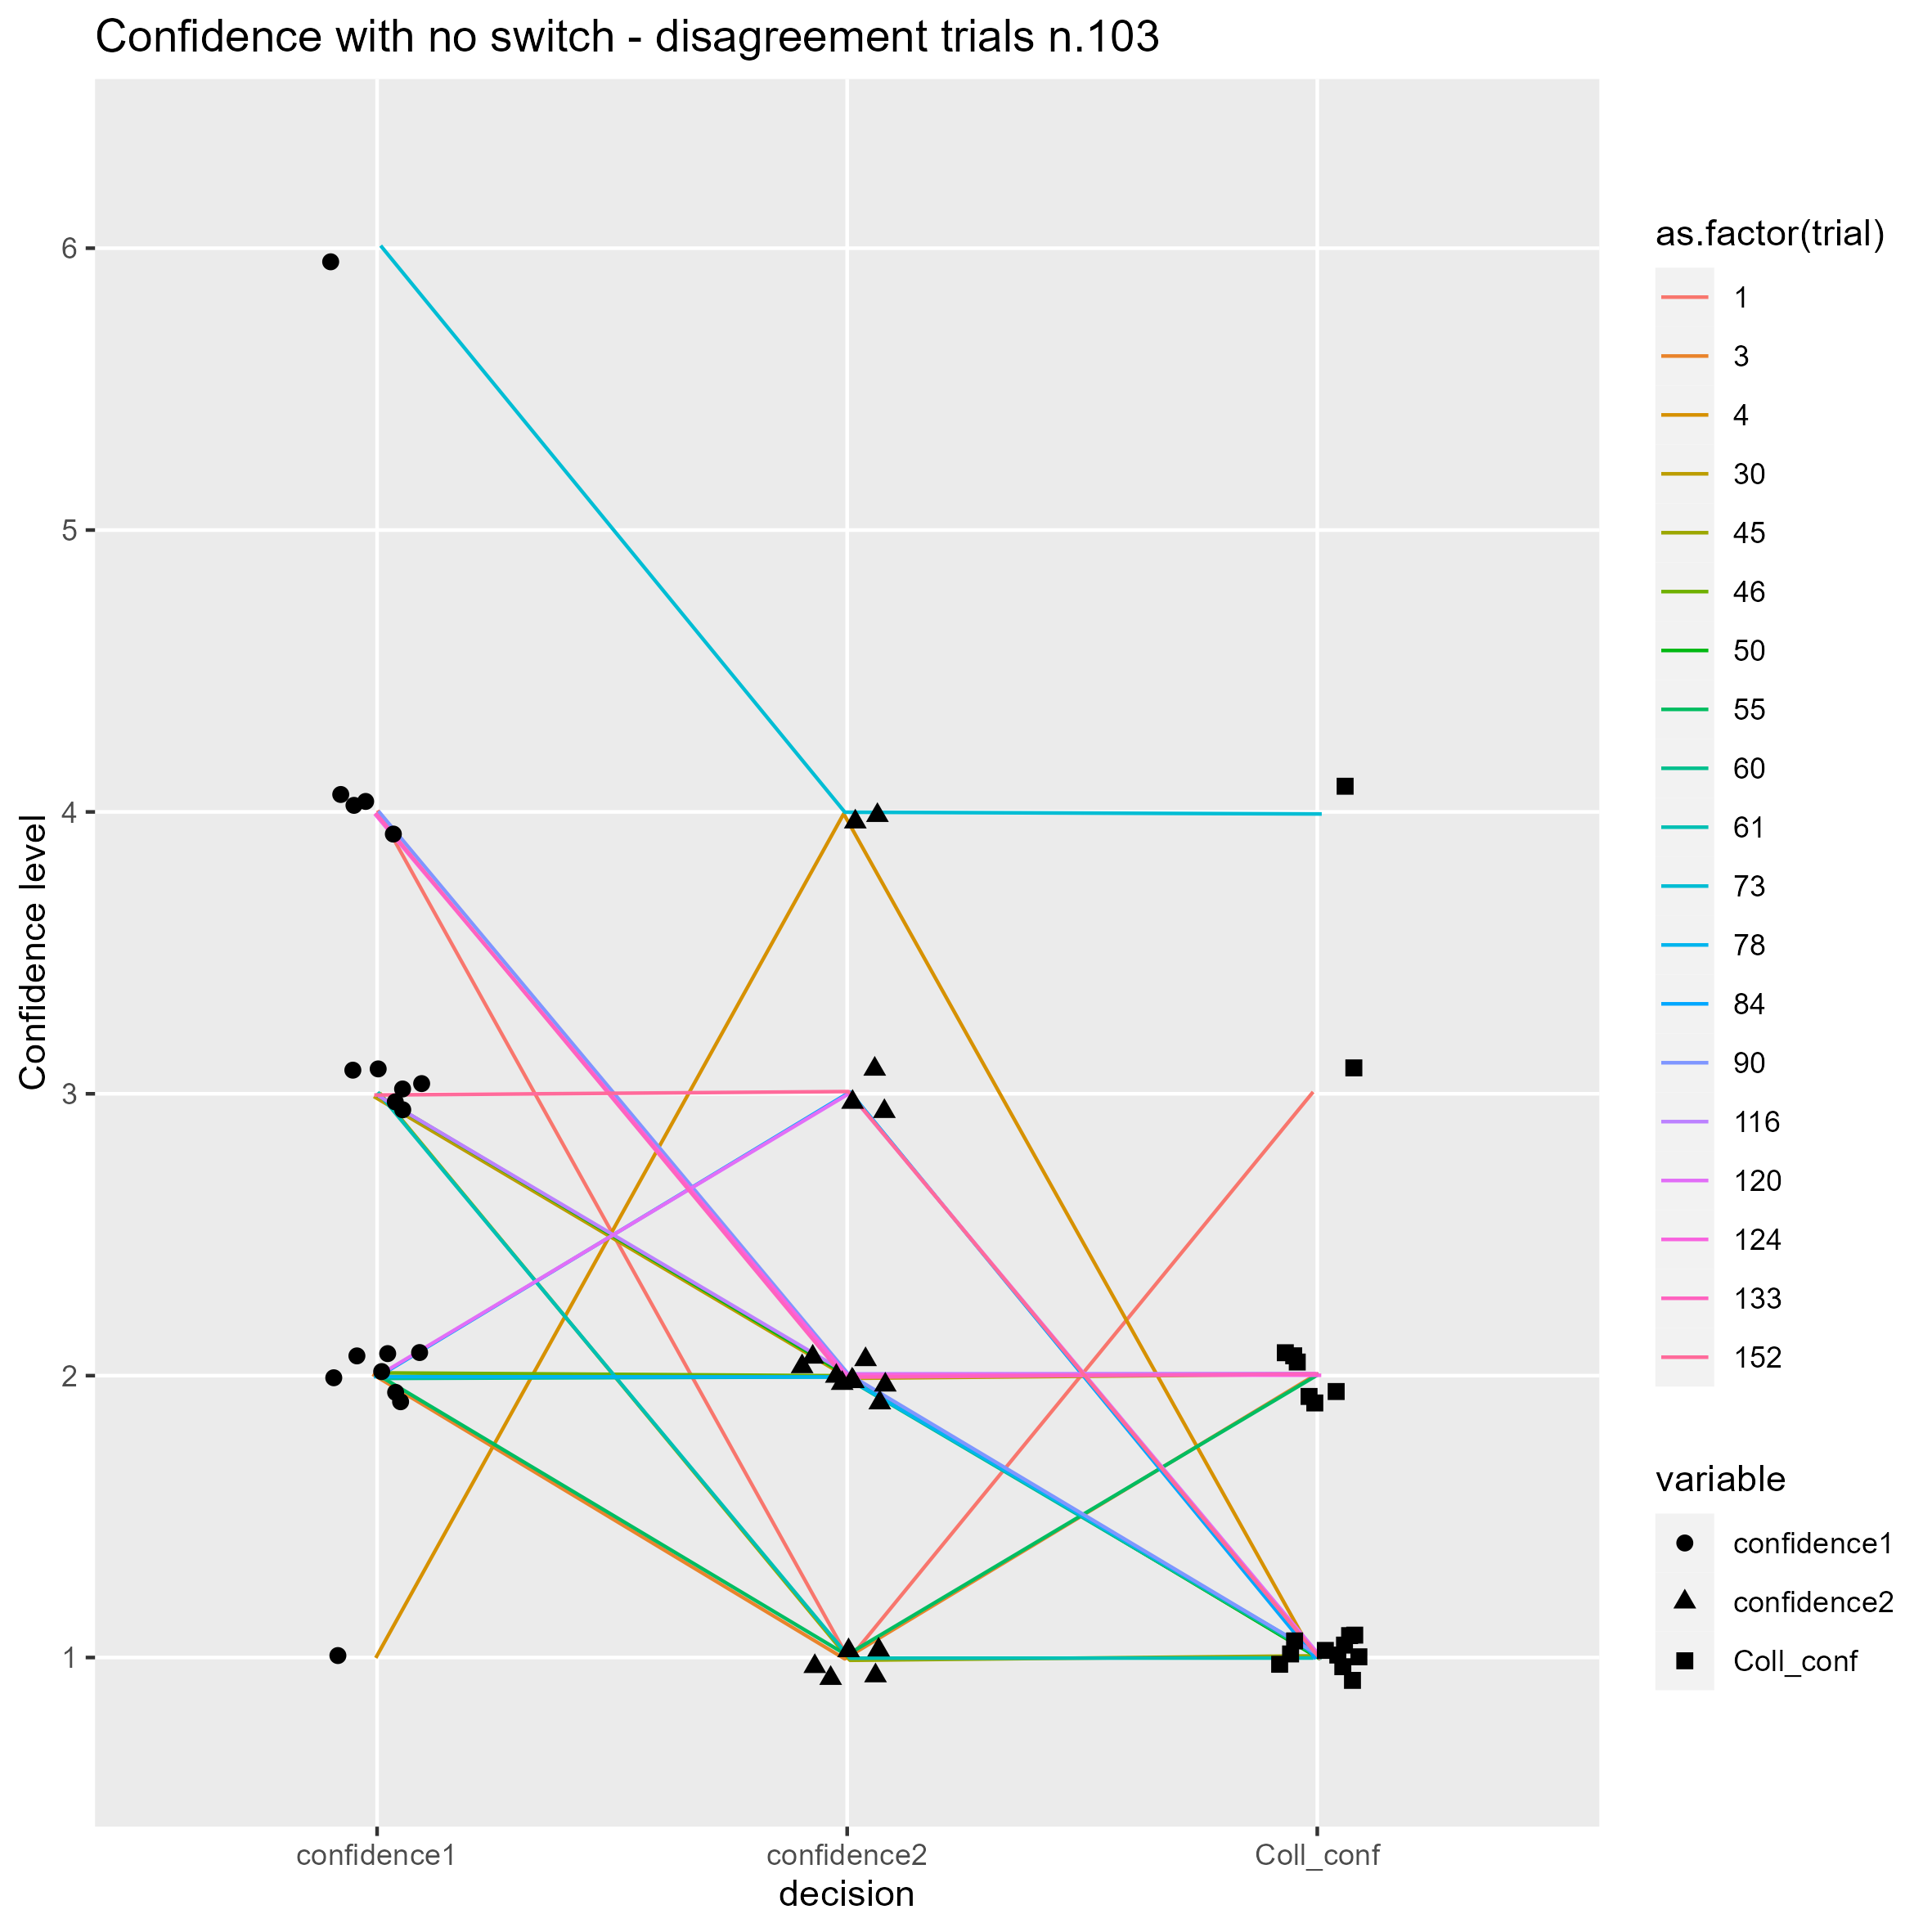 Confidence with no switch - disagreement trials n.103
Confidence level
6
5
4
3
2
1
confidence1
confidence2
Coll_conf
decision
as.factor(trial)
1
3
4
30
45
46
50
55
60
61
73
78
84
90
116
120
124
133
152
variable
confidence1
confidence2
Coll_conf